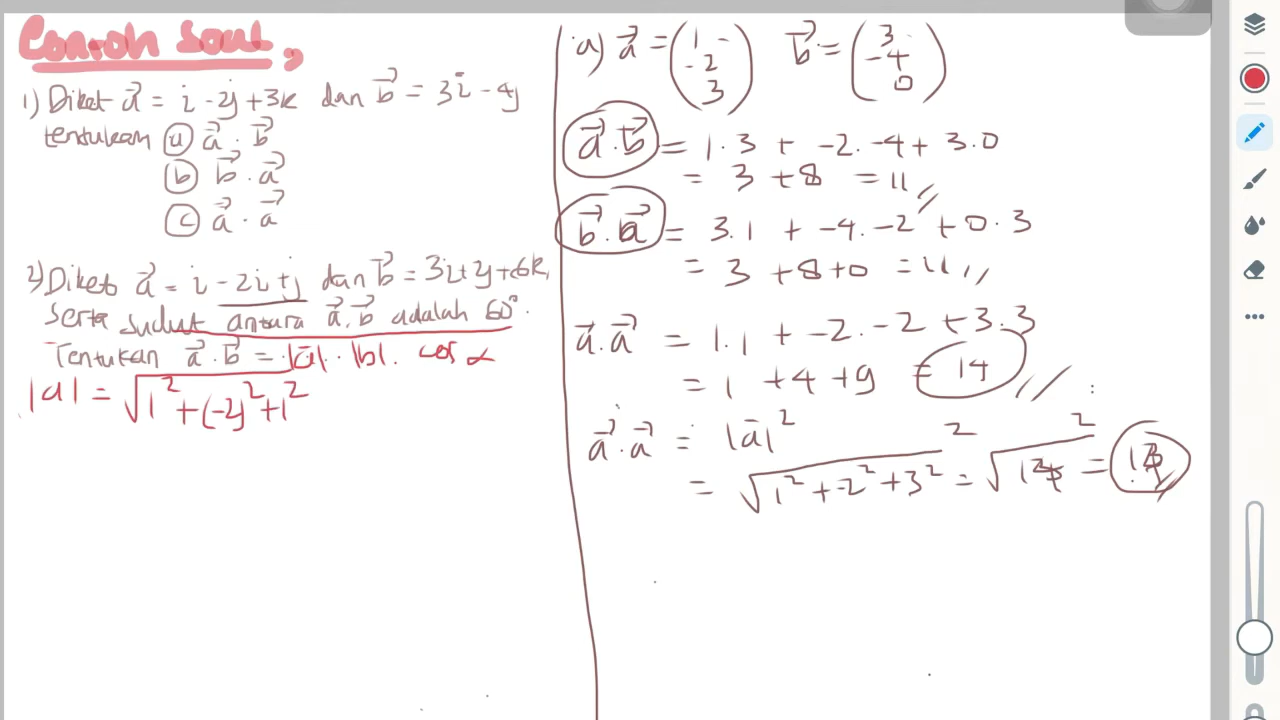 Contoh Soal,
1) Diket a⃗ = i - 2j + 3k dan b⃗ = 3i - 4j
tentukan (a) a⃗ . b⃗
(b) b⃗ . a⃗
(c) a⃗ . a⃗
2) Diket a⃗ = i - 2i + j dan b⃗ = 3i + 2j + 6k,
Serta sudut antara a⃗ . b⃗ adalah 60°.
Tentukan a⃗ . b⃗ = |a| . |b| . cos α
|a| = √1² + (-2)² + 1²
a) a⃗ = (1 -2 3) b⃗ = (3 -4 0)
a⃗ . b⃗ = 1 . 3 + -2 . -4 + 3 . 0
= 3 + 8 = 11 //
b⃗ . a⃗ = 3 . 1 + -4 . -2 + 0 . 3
= 3 + 8 + 0 = 11 //
a⃗ . a⃗ = 1 . 1 + -2 . -2 + 3 . 3
= 1 + 4 + 9 = 14 //
a⃗ . a⃗ = |a|²
= √1² + -2² + 3² ² = √14 ² = 14 //